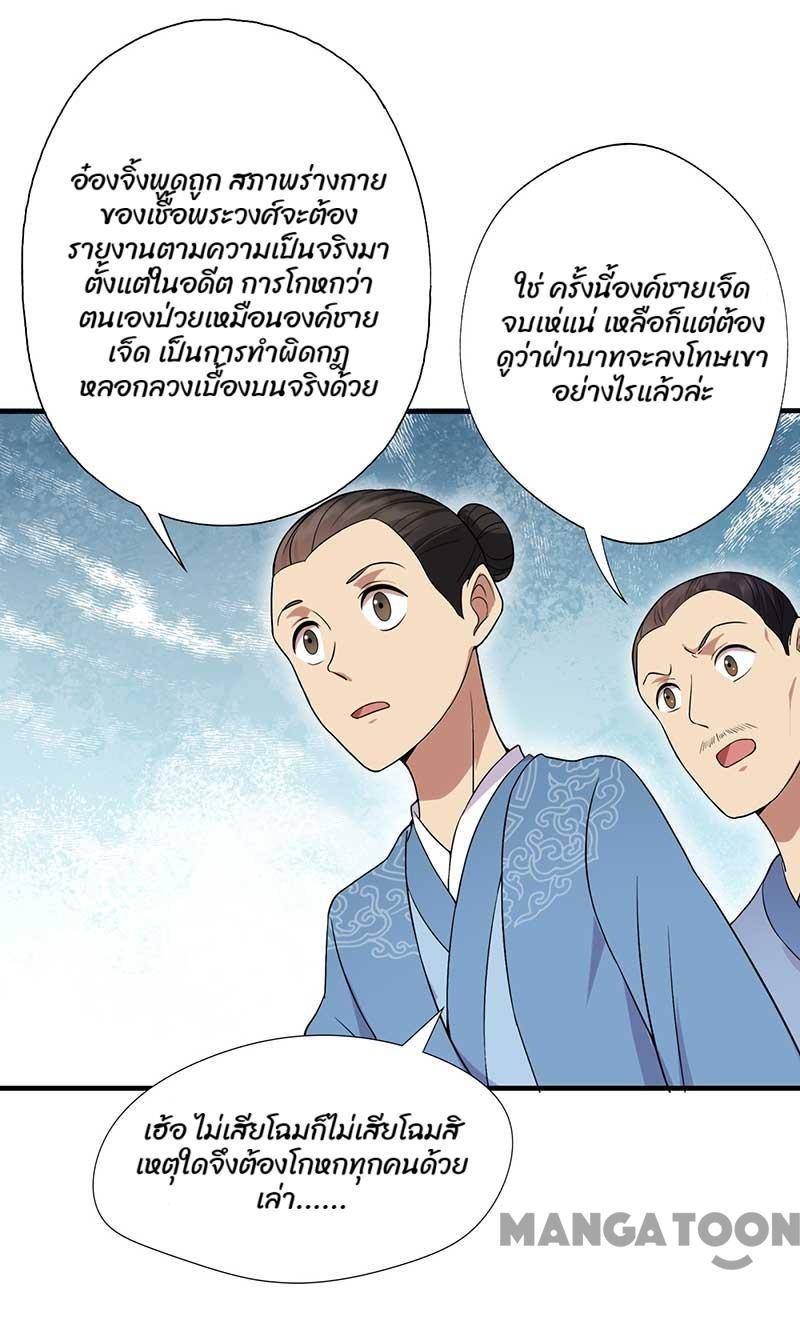 อ๋องจิ้งพูดถูก สภาพร่างกาย
ของเชื้อพระวงศ์จะต้อง
รายงานตามความเป็นจริงมา
ตั้งแต่ในอดีต การโกหกว่า
ตนเองป่วยเหมือนองค์ชาย
เจ็ด เป็นการทำผิดกฎ
หลอกลวงเบื้องบนจริงด้วย
ใช่ ครั้งนี้องค์ชายเจ็ด
จบเห่แน่ เหลือก็แต่ต้อง
ดูว่าฝ่าบาทจะลงโทษเขา
อย่างไรแล้วล่ะ
เฮ้อ ไม่เสียโฉมก็ไม่เสียโฉมสิ
เหตุใดจึงต้องโกหกทุกคนด้วย
เล่า......
MANGATOON